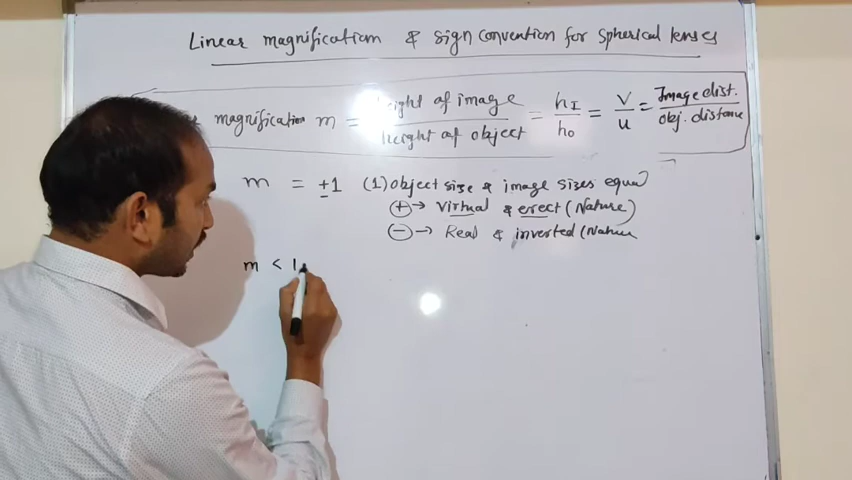 Linear magnification & sign convention for spherical lenses
magnification m = height of image / height of object = hI / ho = V / u = Image dist. / obj. distance
m = ±1 (1) object size & image sizes equal
(+) → virtual & erect (Nature)
(-) → Real & inverted (Nature
m < 1